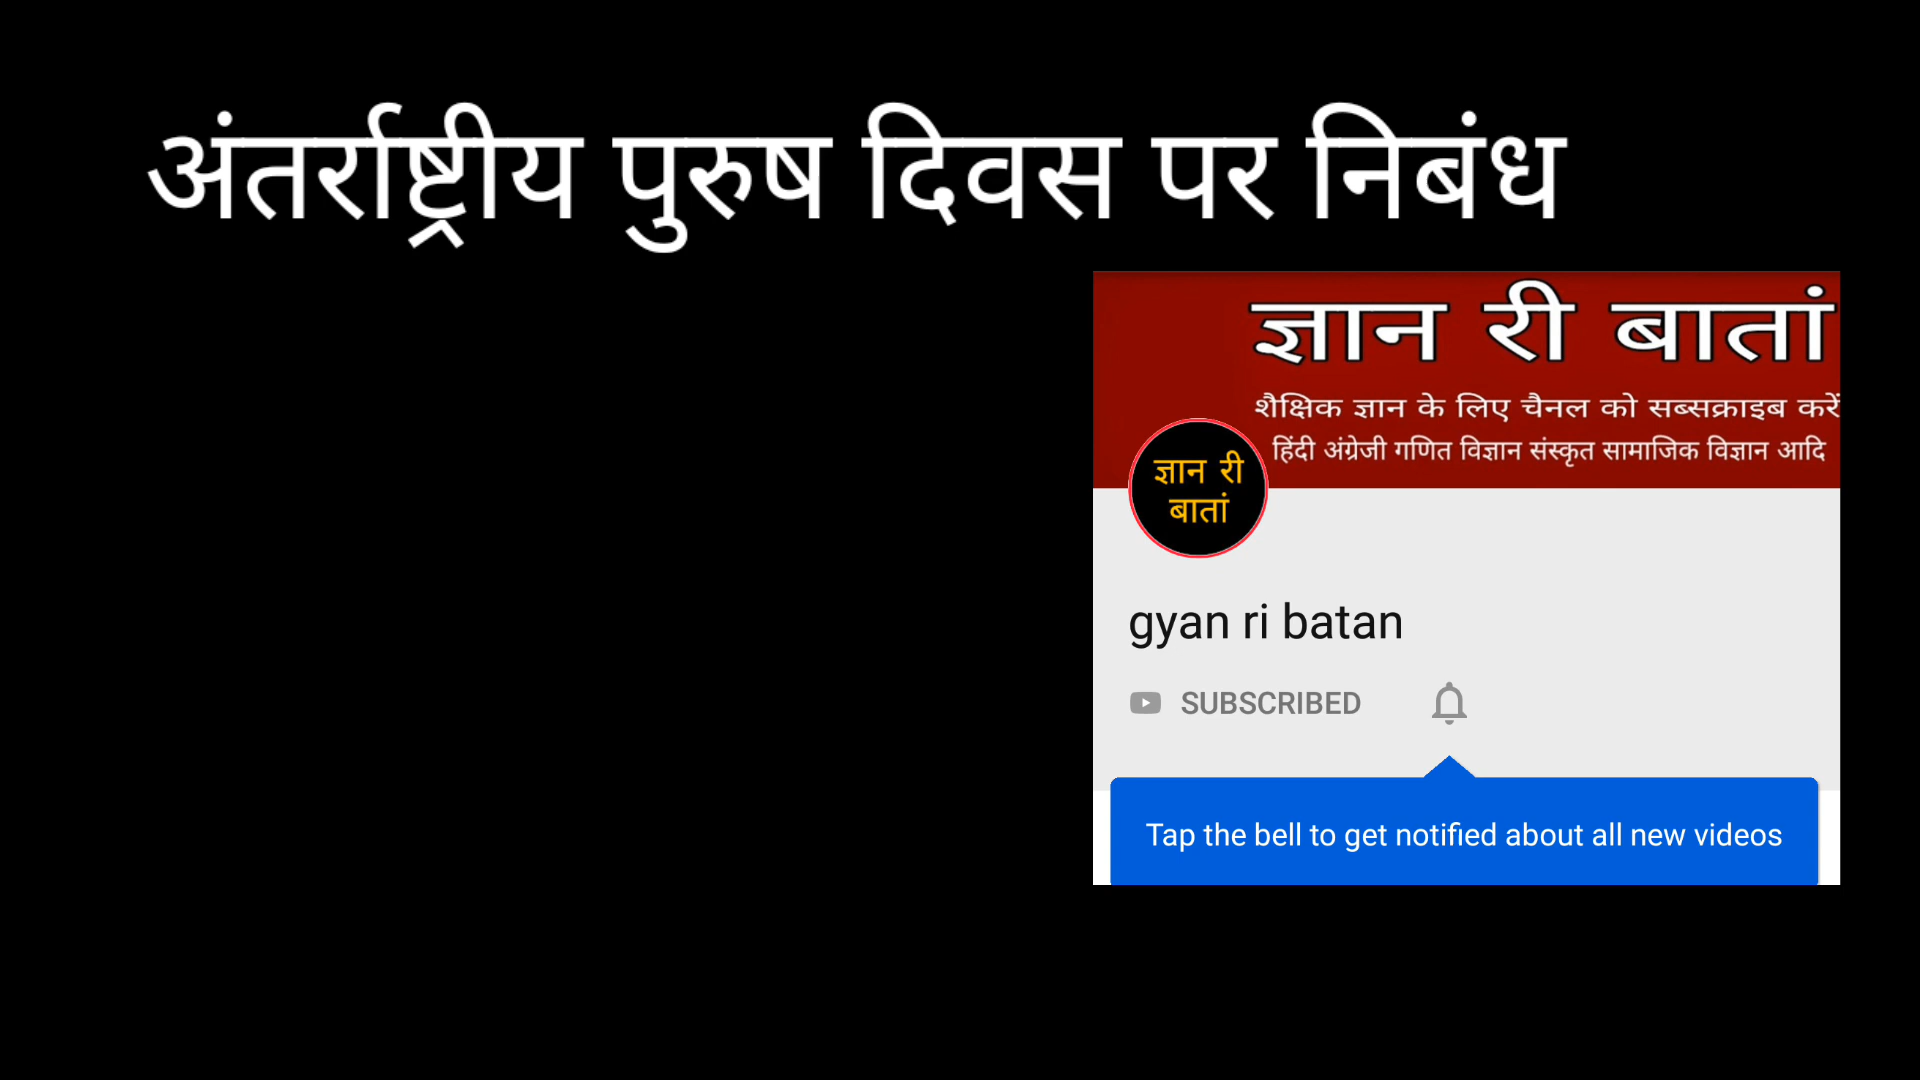 अंतर्राष्ट्रीय पुरुष दिवस पर निबंध
ज्ञान री बातां
शैक्षिक ज्ञान के लिए चैनल को सब्सक्राइब करें
हिंदी अंग्रेजी गणित विज्ञान संस्कृत सामाजिक विज्ञान आदि
ज्ञान री
बातां
gyan ri batan
SUBSCRIBED
Tap the bell to get notified about all new videos